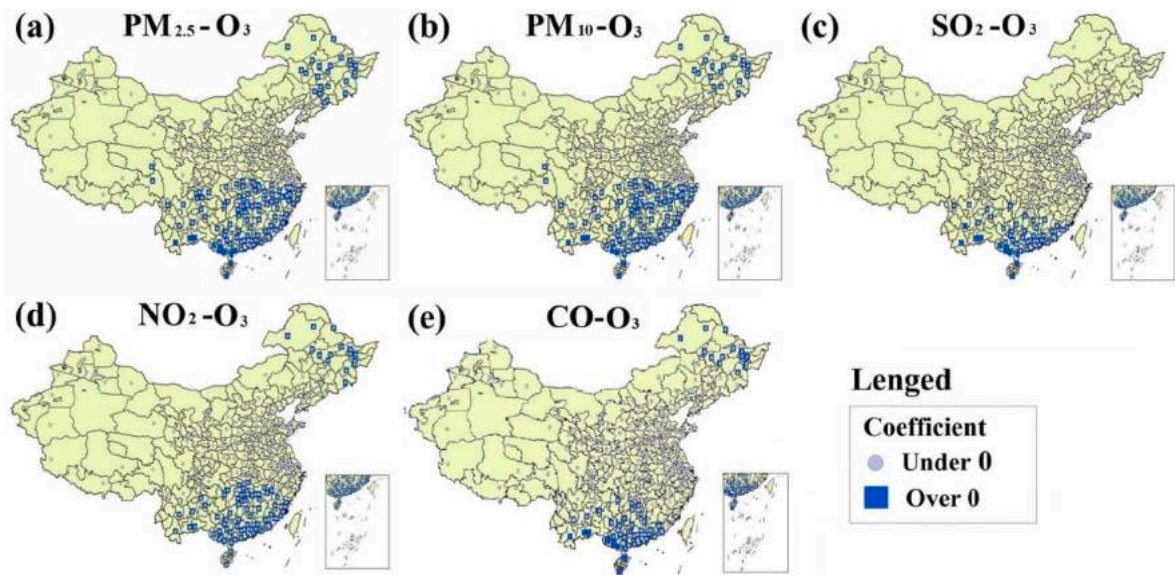 (a) PM2.5-O3
(b) PM10-O3
(c) SO2-O3
(d) NO2-O3
(e) CO-O3
Lenged
Coefficient
Under 0
Over 0